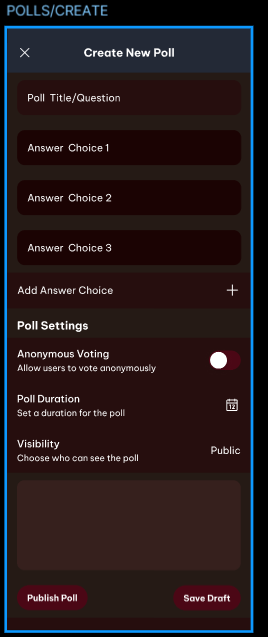 POLLS/CREATE
Create New Poll
Poll Title/Question
Answer Choice 1
Answer Choice 2
Answer Choice 3
Add Answer Choice
Poll Settings
Anonymous Voting
Allow users to vote anonymously
Poll Duration
Set a duration for the poll
12
Visibility
Choose who can see the poll
Public
Publish Poll
Save Draft